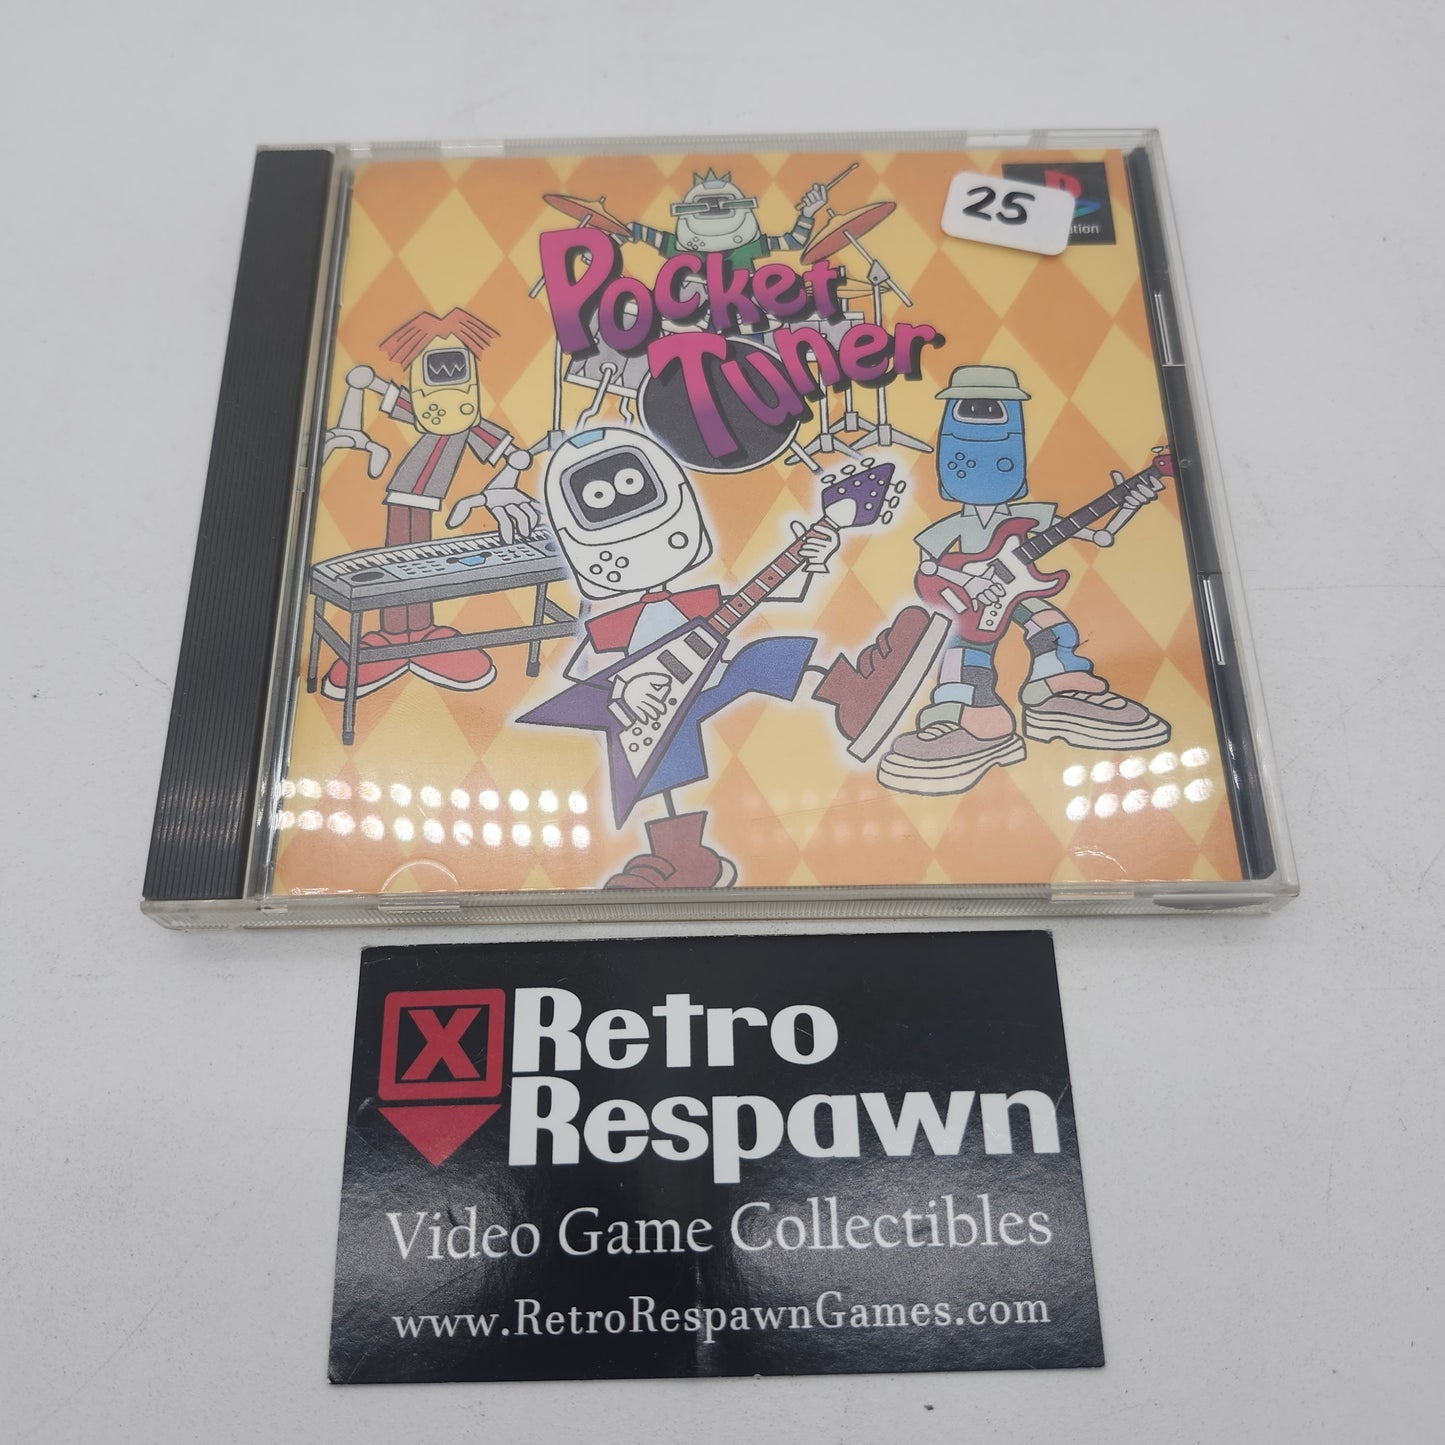 25
Pocket
Tuner
X Retro
Respawn
Video Game Collectibles
www.RetroRespawnGames.com